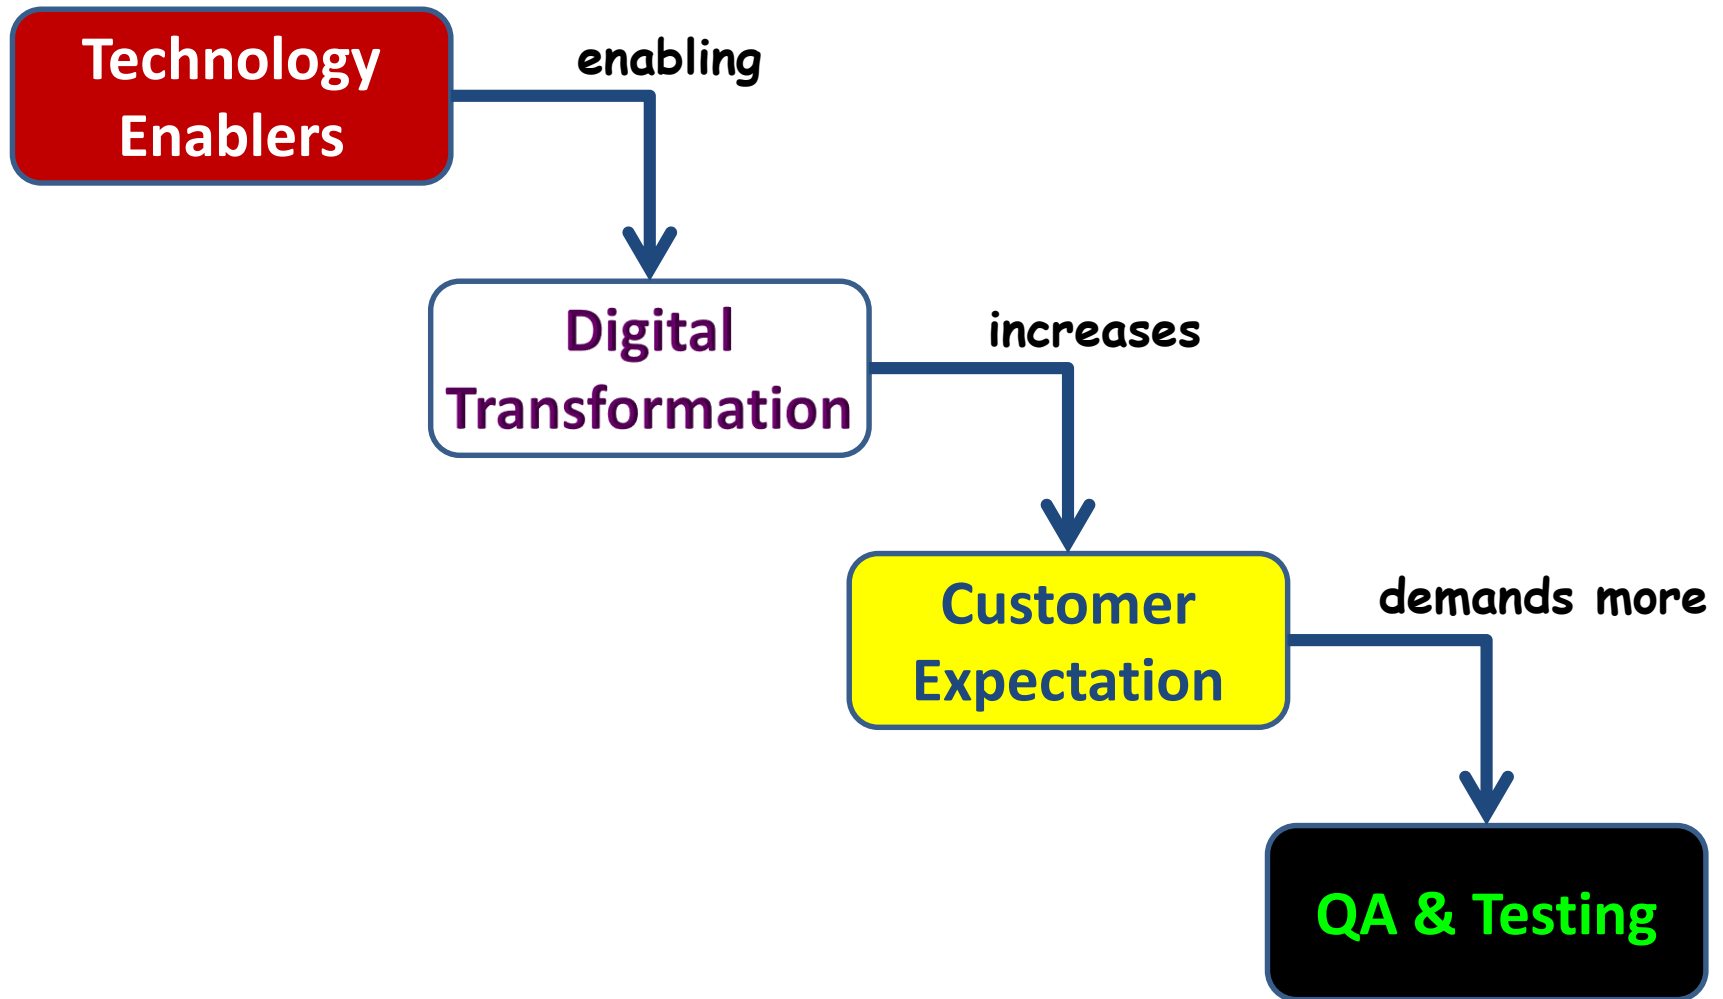 Technology
Enablers
enabling
Digital
Transformation
increases
Customer
Expectation
demands more
QA & Testing